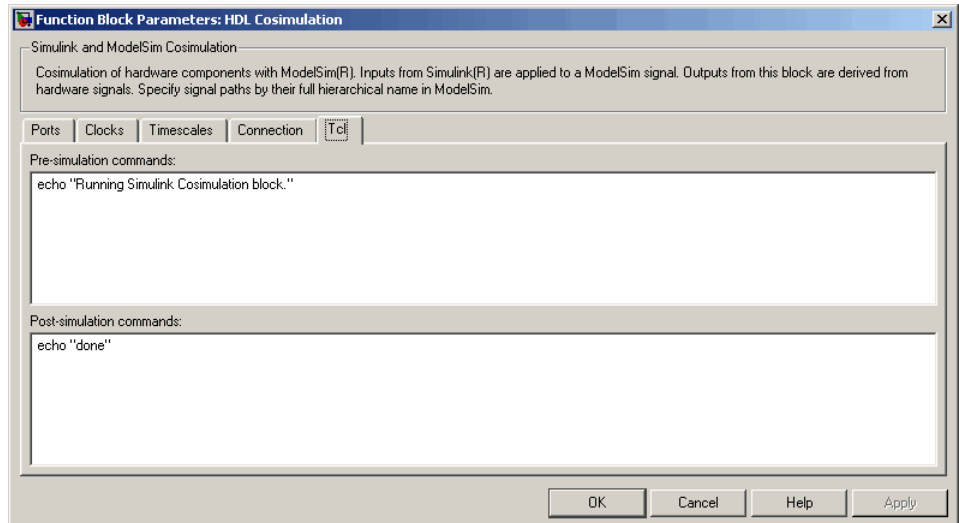 Function Block Parameters: HDL Cosimulation
Simulink and ModelSim Cosimulation
Cosimulation of hardware components with ModelSim(R). Inputs from Simulink(R) are applied to a ModelSim signal. Outputs from this block are derived from
hardware signals. Specify signal paths by their full hierarchical name in ModelSim.
Ports Clocks Timescales Connection Tcl
Pre-simulation commands:
echo "Running Simulink Cosimulation block."
Post-simulation commands:
echo "done"
OK Cancel Help Apply